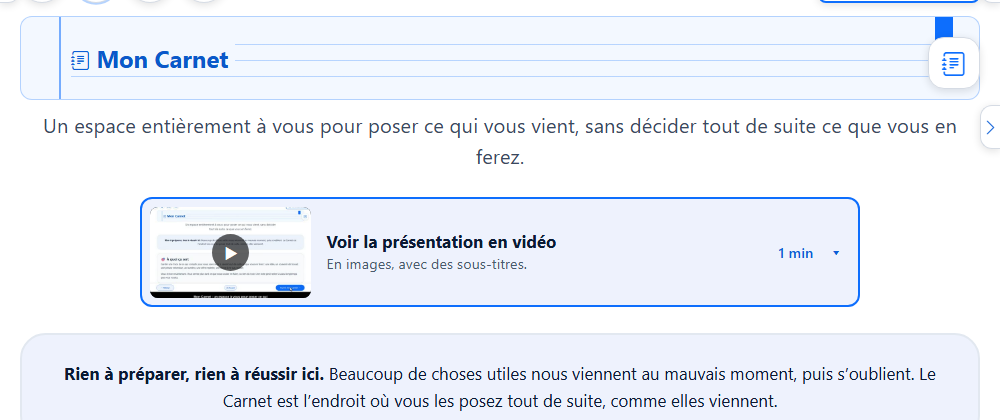 Mon Carnet
Un espace entièrement à vous pour poser ce qui vous vient, sans décider tout de suite ce que vous en
ferez.
Mon Carnet
Voir la présentation en vidéo
En images, avec des sous-titres.
1 min
Rien à préparer, rien à réussir ici. Beaucoup de choses utiles nous viennent au mauvais moment, puis s’oublient. Le
Carnet est l’endroit où vous les posez tout de suite, comme elles viennent.